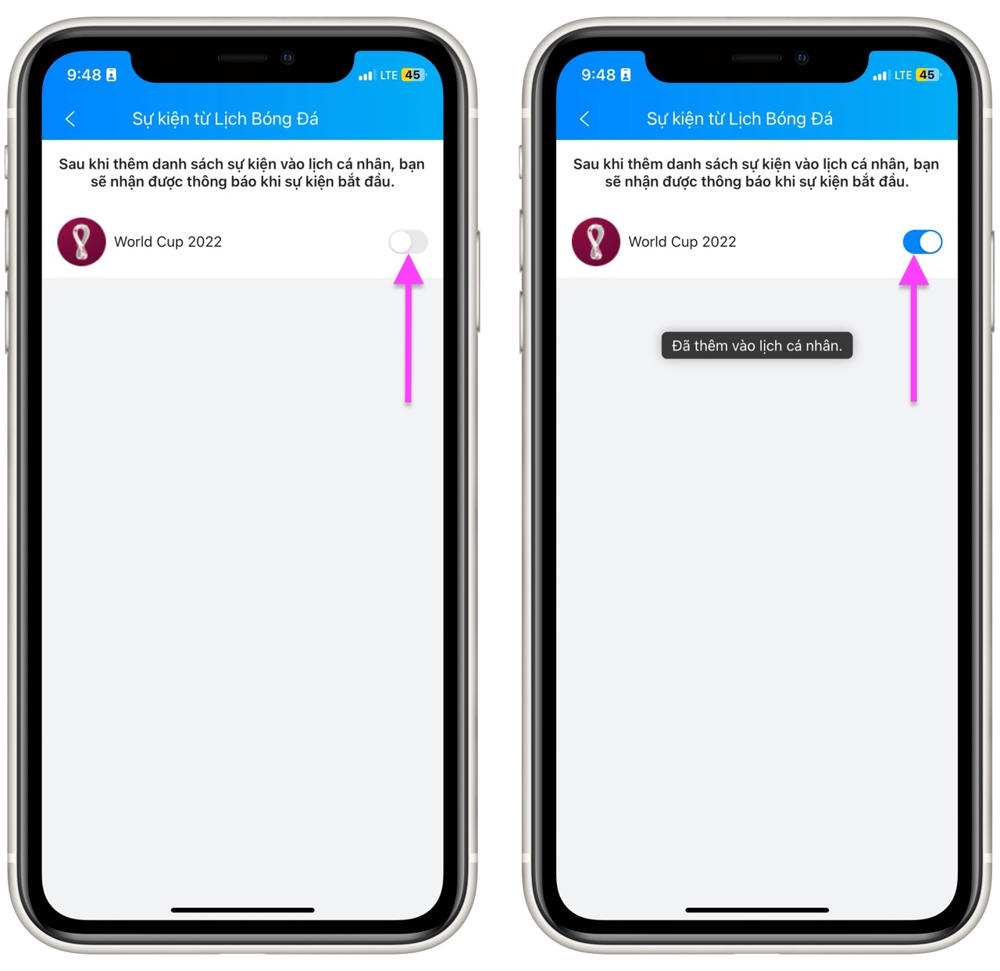 9:48
LTE 45
Sự kiện từ Lịch Bóng Đá
Sau khi thêm danh sách sự kiện vào lịch cá nhân, bạn
sẽ nhận được thông báo khi sự kiện bắt đầu.
World Cup 2022
9:48
LTE 45
Sự kiện từ Lịch Bóng Đá
Sau khi thêm danh sách sự kiện vào lịch cá nhân, bạn
sẽ nhận được thông báo khi sự kiện bắt đầu.
World Cup 2022
Đã thêm vào lịch cá nhân.